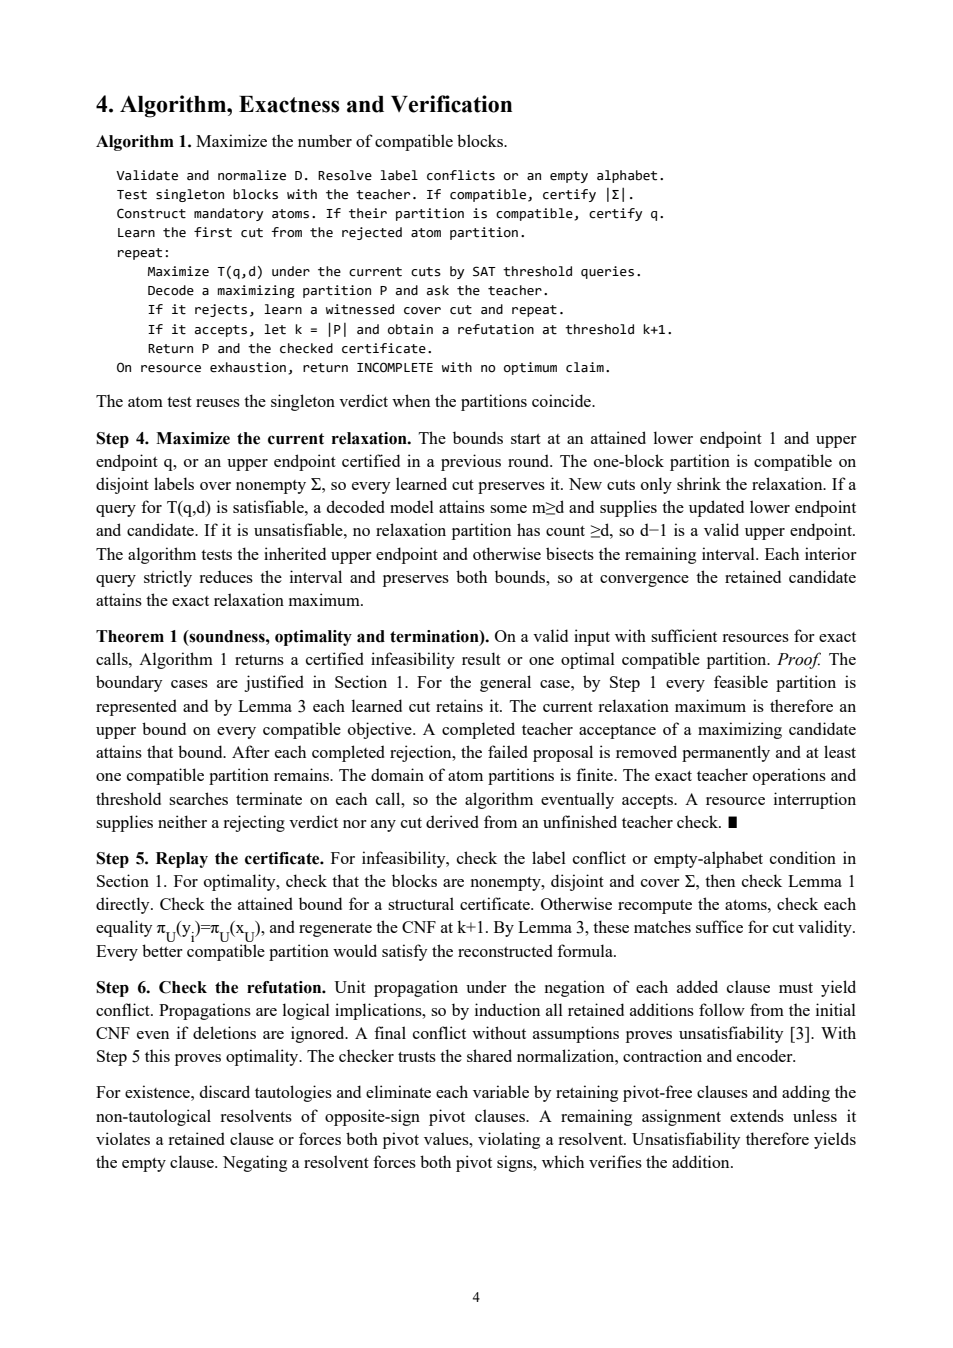 4. Algorithm, Exactness and Verification
Algorithm 1. Maximize the number of compatible blocks.
Validate and normalize D. Resolve label conflicts or an empty alphabet.
Test singleton blocks with the teacher. If compatible, certify |Σ|.
Construct mandatory atoms. If their partition is compatible, certify q.
Learn the first cut from the rejected atom partition.
repeat:
Maximize T(q,d) under the current cuts by SAT threshold queries.
Decode a maximizing partition P and ask the teacher.
If it rejects, learn a witnessed cover cut and repeat.
If it accepts, let k = |P| and obtain a refutation at threshold k+1.
Return P and the checked certificate.
On resource exhaustion, return INCOMPLETE with no optimum claim.
The atom test reuses the singleton verdict when the partitions coincide.
Step 4. Maximize the current relaxation. The bounds start at an attained lower endpoint 1 and upper
endpoint q, or an upper endpoint certified in a previous round. The one-block partition is compatible on
disjoint labels over nonempty Σ, so every learned cut preserves it. New cuts only shrink the relaxation. If a
query for T(q,d) is satisfiable, a decoded model attains some m≥d and supplies the updated lower endpoint
and candidate. If it is unsatisfiable, no relaxation partition has count ≥d, so d−1 is a valid upper endpoint.
The algorithm tests the inherited upper endpoint and otherwise bisects the remaining interval. Each interior
query strictly reduces the interval and preserves both bounds, so at convergence the retained candidate
attains the exact relaxation maximum.
Theorem 1 (soundness, optimality and termination). On a valid input with sufficient resources for exact
calls, Algorithm 1 returns a certified infeasibility result or one optimal compatible partition. Proof. The
boundary cases are justified in Section 1. For the general case, by Step 1 every feasible partition is
represented and by Lemma 3 each learned cut retains it. The current relaxation maximum is therefore an
upper bound on every compatible objective. A completed teacher acceptance of a maximizing candidate
attains that bound. After each completed rejection, the failed proposal is removed permanently and at least
one compatible partition remains. The domain of atom partitions is finite. The exact teacher operations and
threshold searches terminate on each call, so the algorithm eventually accepts. A resource interruption
supplies neither a rejecting verdict nor any cut derived from an unfinished teacher check. ∎
Step 5. Replay the certificate. For infeasibility, check the label conflict or empty-alphabet condition in
Section 1. For optimality, check that the blocks are nonempty, disjoint and cover Σ, then check Lemma 1
directly. Check the attained bound for a structural certificate. Otherwise recompute the atoms, check each
equality π_U(y_i)=π_U(x_U), and regenerate the CNF at k+1. By Lemma 3, these matches suffice for cut validity.
Every better compatible partition would satisfy the reconstructed formula.
Step 6. Check the refutation. Unit propagation under the negation of each added clause must yield
conflict. Propagations are logical implications, so by induction all retained additions follow from the initial
CNF even if deletions are ignored. A final conflict without assumptions proves unsatisfiability [3]. With
Step 5 this proves optimality. The checker trusts the shared normalization, contraction and encoder.
For existence, discard tautologies and eliminate each variable by retaining pivot-free clauses and adding the
non-tautological resolvents of opposite-sign pivot clauses. A remaining assignment extends unless it
violates a retained clause or forces both pivot values, violating a resolvent. Unsatisfiability therefore yields
the empty clause. Negating a resolvent forces both pivot signs, which verifies the addition.
4